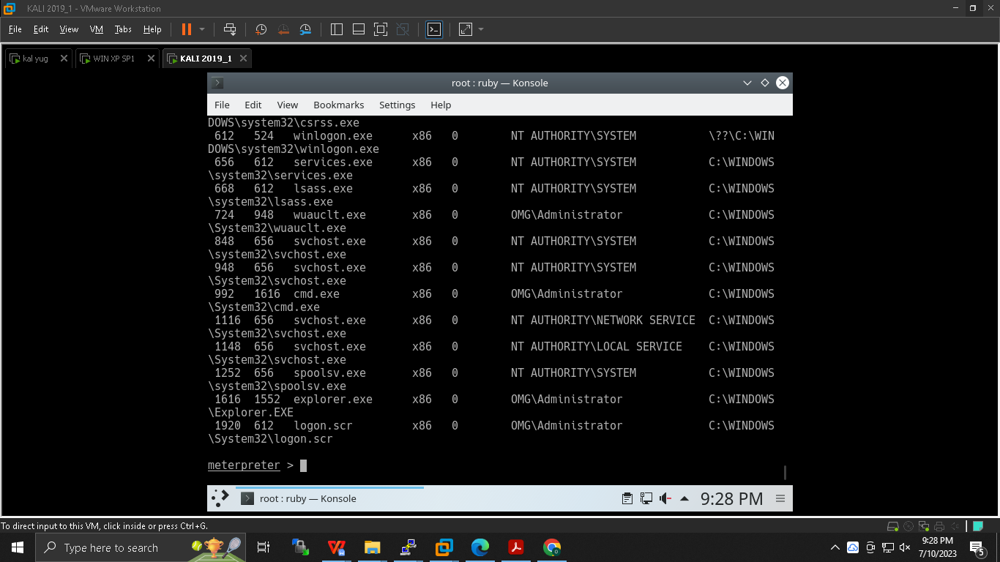 KALI 2019_1 - VMware Workstation
File Edit View VM Tabs Help
kal yug WIN XP SP1 KALI 2019_1
root : ruby — Konsole
File Edit View Bookmarks Settings Help
DOWS\system32\csrss.exe
612 524 winlogon.exe x86 0 NT AUTHORITY\SYSTEM \??\C:\WIN
DOWS\system32\winlogon.exe
656 612 services.exe x86 0 NT AUTHORITY\SYSTEM C:\WINDOWS
\system32\services.exe
668 612 lsass.exe x86 0 NT AUTHORITY\SYSTEM C:\WINDOWS
\system32\lsass.exe
724 948 wuauclt.exe x86 0 OMG\Administrator C:\WINDOWS
\System32\wuauclt.exe
848 656 svchost.exe x86 0 NT AUTHORITY\SYSTEM C:\WINDOWS
\system32\svchost.exe
948 656 svchost.exe x86 0 NT AUTHORITY\SYSTEM C:\WINDOWS
\System32\svchost.exe
992 1616 cmd.exe x86 0 OMG\Administrator C:\WINDOWS
\System32\cmd.exe
1116 656 svchost.exe x86 0 NT AUTHORITY\NETWORK SERVICE C:\WINDOWS
\System32\svchost.exe
1148 656 svchost.exe x86 0 NT AUTHORITY\LOCAL SERVICE C:\WINDOWS
\System32\svchost.exe
1252 656 spoolsv.exe x86 0 NT AUTHORITY\SYSTEM C:\WINDOWS
\system32\spoolsv.exe
1616 1552 explorer.exe x86 0 OMG\Administrator C:\WINDOWS
\Explorer.EXE
1920 612 logon.scr x86 0 OMG\Administrator C:\WINDOWS
\System32\logon.scr
meterpreter >
root : ruby — Konsole 9:28 PM
To direct input to this VM, click inside or press Ctrl+G.
Type here to search
9:28 PM
7/10/2023
5